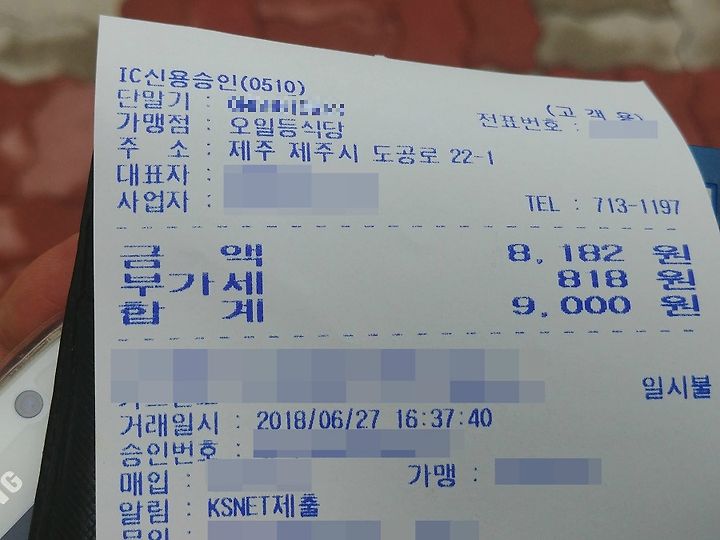 IC신용승인(0510)
단말기 :
(고객용)
가맹점 : 오일등식당
전표번호 :
주 소 : 제주 제주시 도공로 22-1
대표자 :
사업자 :
TEL : 713-1197
금 액 8,182 원
부가세 818 원
합 계 9,000 원
일시불
거래일시 : 2018/06/27 16:37:40
승인번호 :
매입 :
가맹 :
알림 : KSNET제출